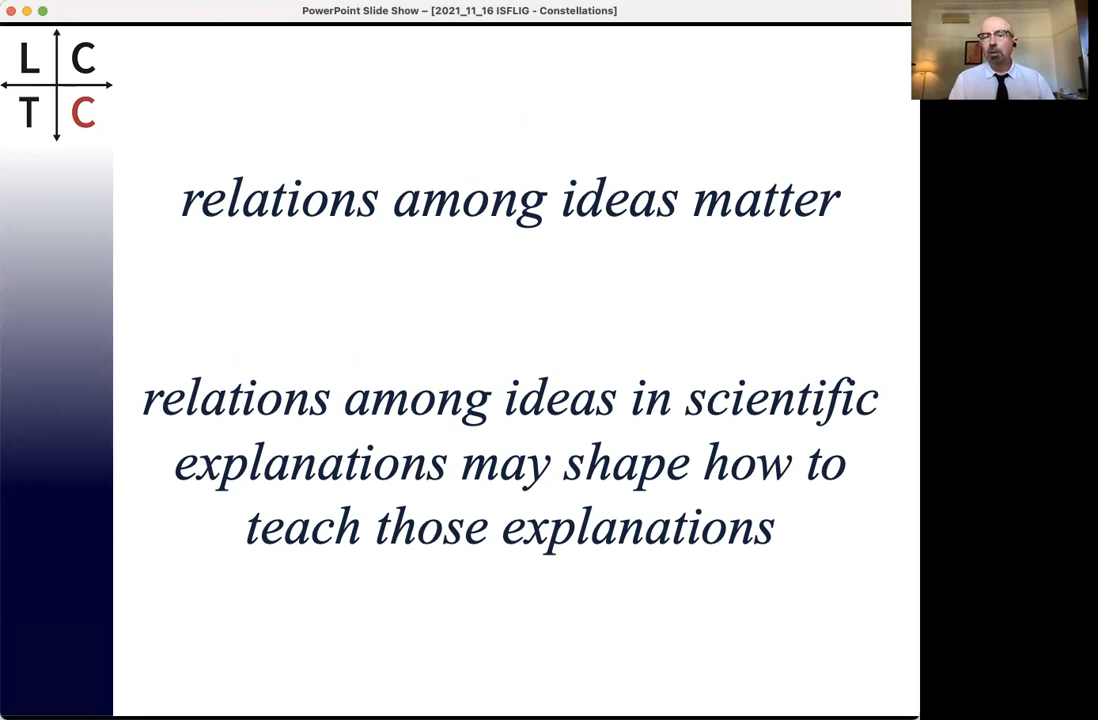 PowerPoint Slide Show – [2021_11_16 ISFLIG - Constellations]
L C
T C
relations among ideas matter
relations among ideas in scientific
explanations may shape how to
teach those explanations